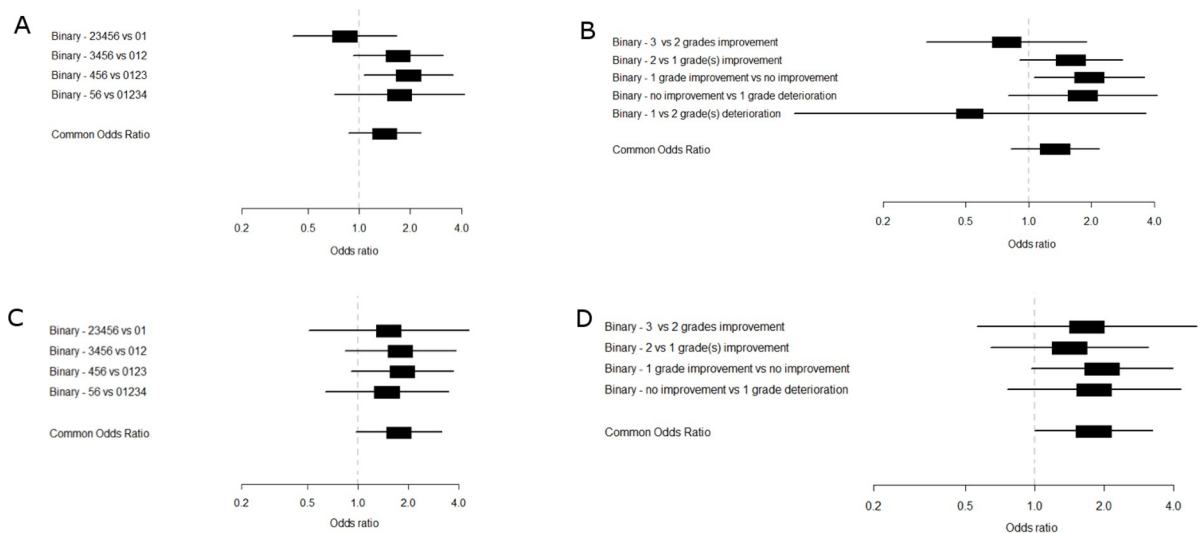 A
Binary - 23456 vs 01
Binary - 3456 vs 012
Binary - 456 vs 0123
Binary - 56 vs 01234
Common Odds Ratio
0.2 0.5 1.0 2.0 4.0
Odds ratio
B
Binary - 3 vs 2 grades improvement
Binary - 2 vs 1 grade(s) improvement
Binary - 1 grade improvement vs no improvement
Binary - no improvement vs 1 grade deterioration
Binary - 1 vs 2 grade(s) deterioration
Common Odds Ratio
0.2 0.5 1.0 2.0 4.0
Odds ratio
C
Binary - 23456 vs 01
Binary - 3456 vs 012
Binary - 456 vs 0123
Binary - 56 vs 01234
Common Odds Ratio
0.2 0.5 1.0 2.0 4.0
Odds ratio
D
Binary - 3 vs 2 grades improvement
Binary - 2 vs 1 grade(s) improvement
Binary - 1 grade improvement vs no improvement
Binary - no improvement vs 1 grade deterioration
Common Odds Ratio
0.2 0.5 1.0 2.0 4.0
Odds ratio